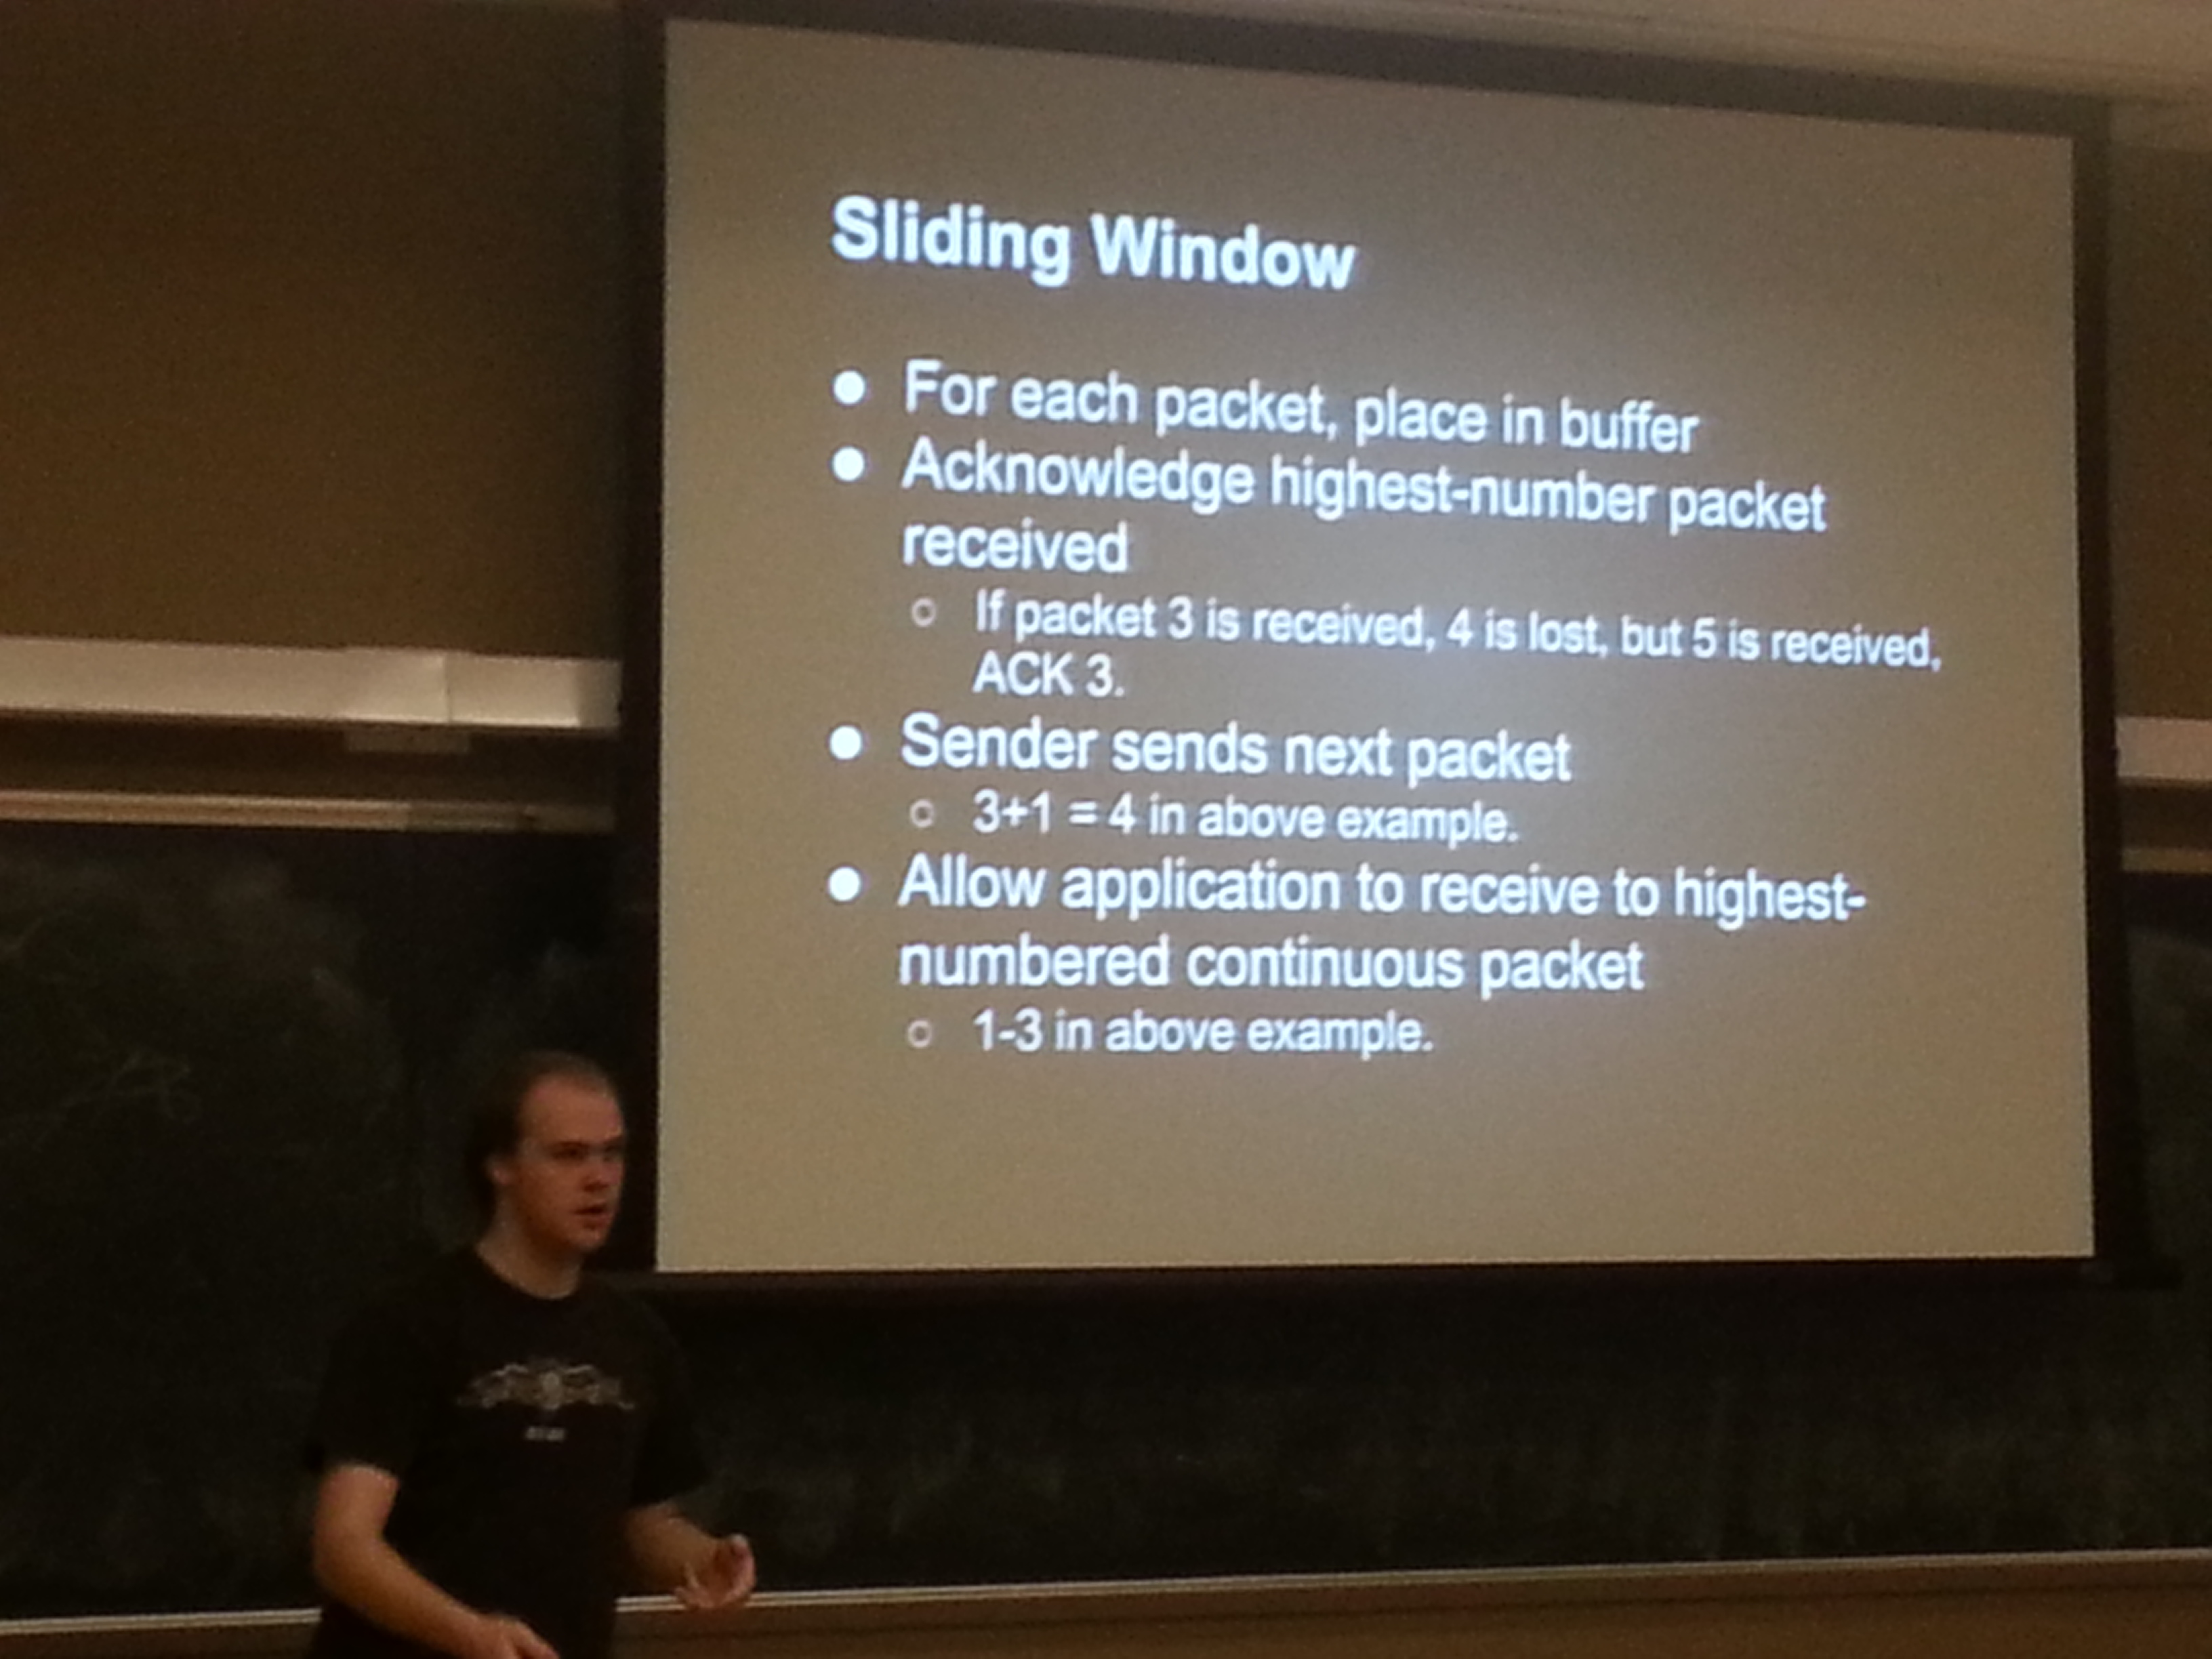 Sliding Window
● For each packet, place in buffer
● Acknowledge highest-number packet
received
○ If packet 3 is received, 4 is lost, but 5 is received,
ACK 3.
● Sender sends next packet
○ 3+1 = 4 in above example.
● Allow application to receive to highest-
numbered continuous packet
○ 1-3 in above example.